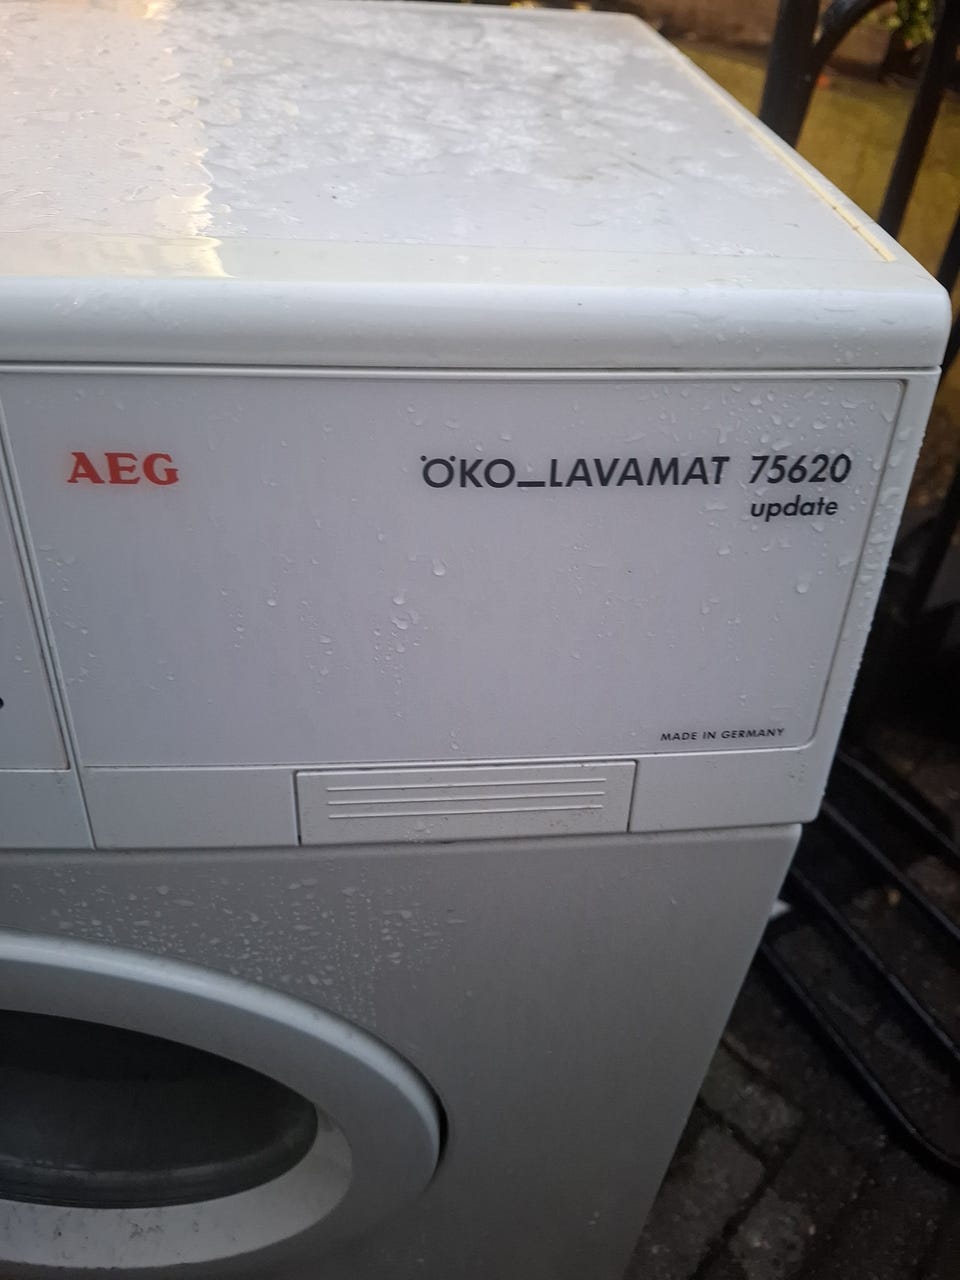 AEG
ÖKO_LAVAMAT 75620
update
MADE IN GERMANY